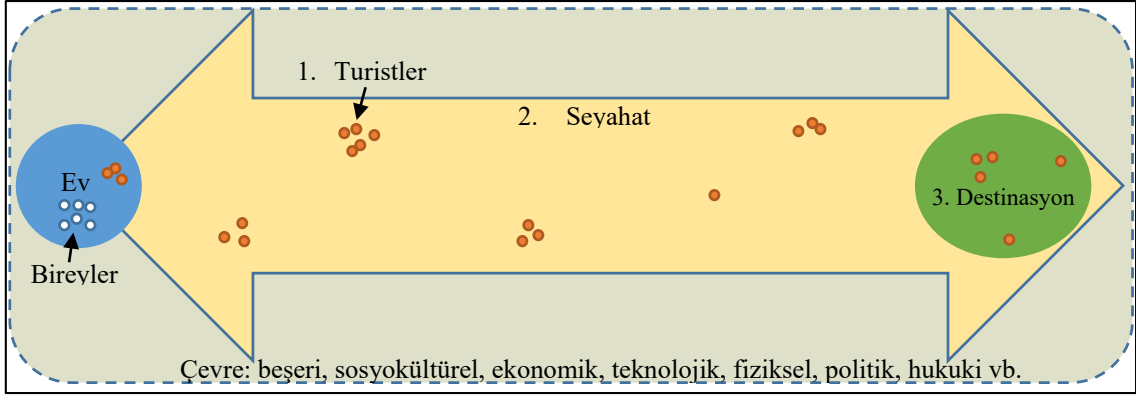 1. Turistler
2. Seyahat
Ev
3. Destinasyon
Bireyler
Çevre: beşeri, sosyokültürel, ekonomik, teknolojik, fiziksel, politik, hukuki vb.